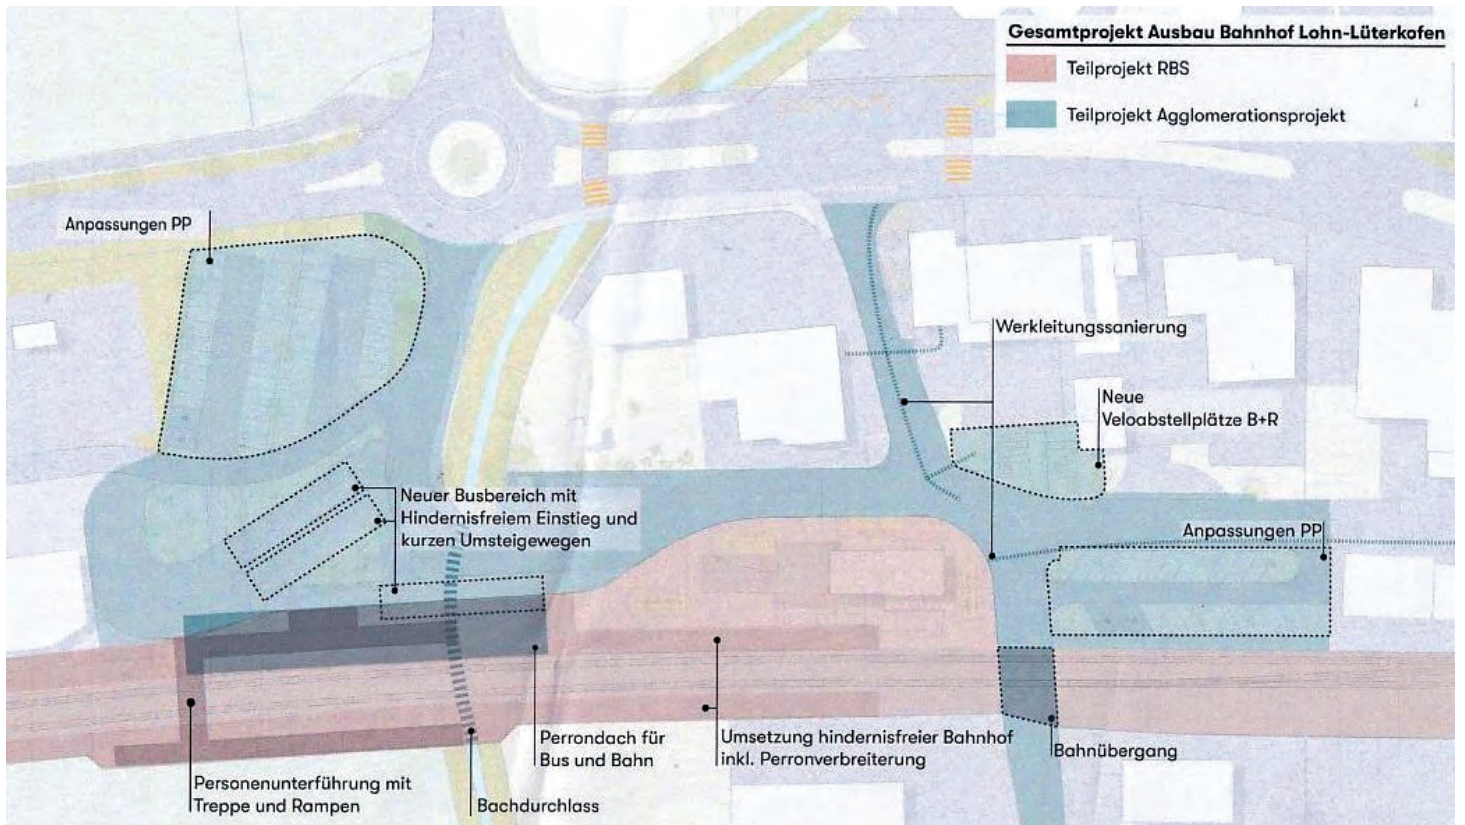 Gesamtprojekt Ausbau Bahnhof Lohn-Lüterkofen
Teilprojekt RBS
Teilprojekt Agglomerationsprojekt
Anpassungen PP
Werkleitungssanierung
Neue
Veloabstellplätze B+R
Neuer Busbereich mit
Hindernisfreiem Einstieg und
kurzen Umsteigewegen
Anpassungen PP
Perrondach für
Bus und Bahn
Umsetzung hindernisfreier Bahnhof
inkl. Perronverbreiterung
Bahnübergang
Personenunterführung mit
Treppe und Rampen
Bachdurchlass